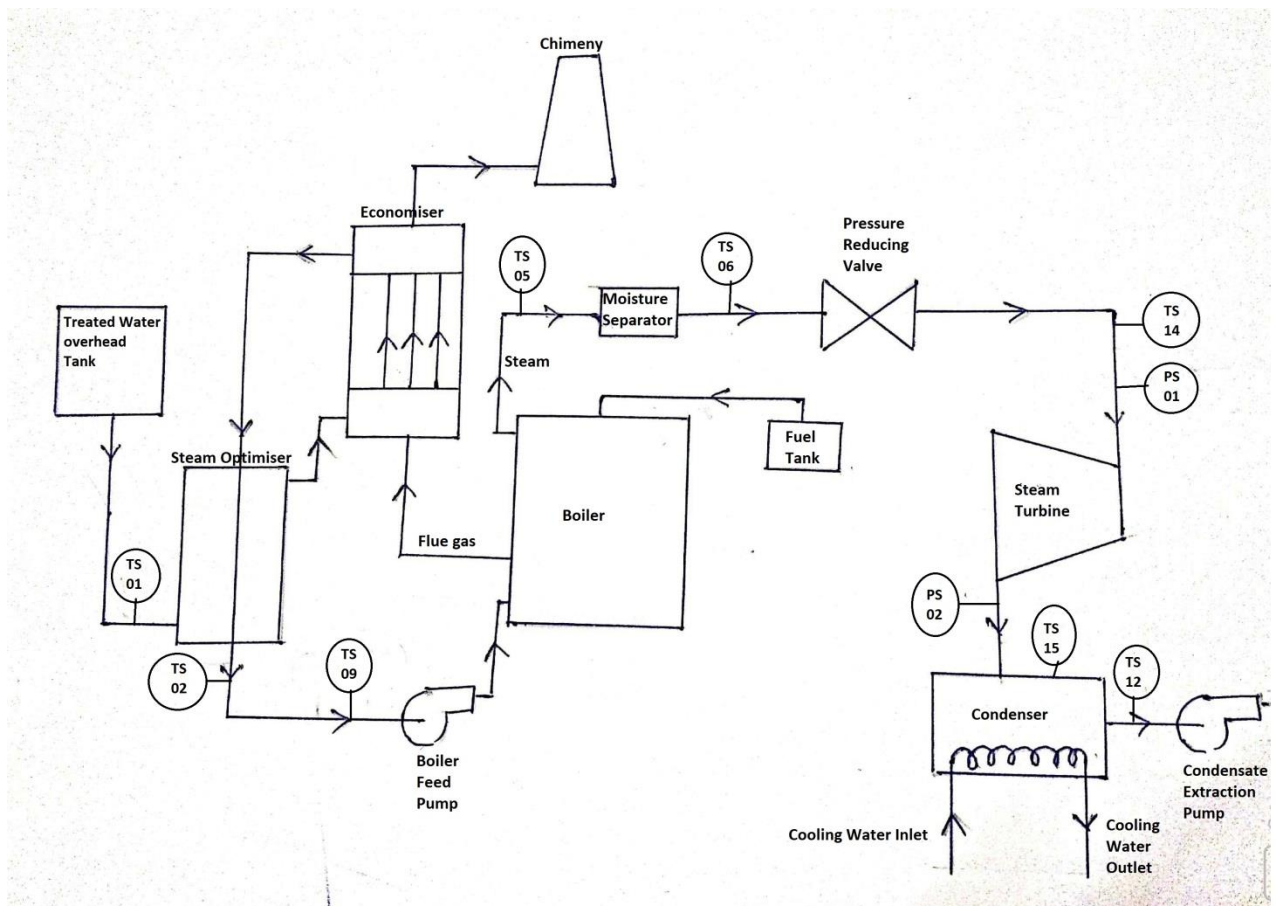 Chimeny
Economiser
TS
05
TS
06
Pressure
Reducing
Valve
Moisture
Separator
TS
14
Treated Water
overhead
Tank
Steam
PS
01
Fuel
Tank
Steam Optimiser
Steam
Turbine
Boiler
Flue gas
TS
01
PS
02
TS
15
TS
02
TS
09
TS
12
Condenser
Boiler
Feed
Pump
Condensate
Extraction
Pump
Cooling Water Inlet
Cooling
Water
Outlet